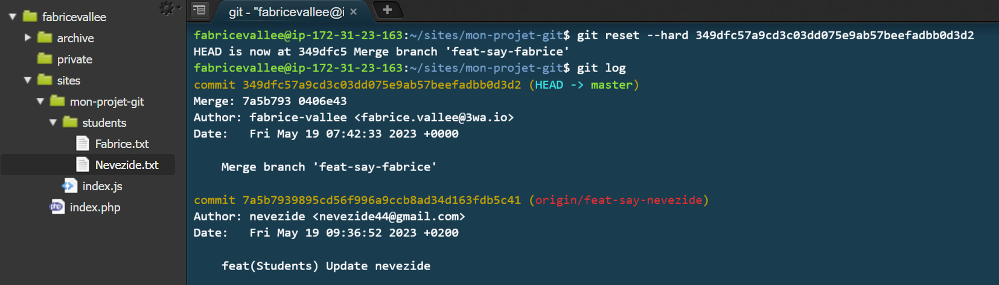 fabricevallee
archive
private
sites
mon-projet-git
students
Fabrice.txt
Nevezide.txt
index.js
php
index.php
git - "fabricevallee@i
fabricevallee@ip-172-31-23-163:~/sites/mon-projet-git$ git reset --hard 349dfc57a9cd3c03dd075e9ab57beefadbb0d3d2
HEAD is now at 349dfc5 Merge branch 'feat-say-fabrice'
fabricevallee@ip-172-31-23-163:~/sites/mon-projet-git$ git log
commit 349dfc57a9cd3c03dd075e9ab57beefadbb0d3d2 (HEAD -> master)
Merge: 7a5b793 0406e43
Author: fabrice-vallee <fabrice.vallee@3wa.io>
Date:   Fri May 19 07:42:33 2023 +0000
Merge branch 'feat-say-fabrice'
commit 7a5b7939895cd56f996a9ccb8ad34d163fdb5c41 (origin/feat-say-nevezide)
Author: nevezide <nevezide44@gmail.com>
Date:   Fri May 19 09:36:52 2023 +0200
feat(Students) Update nevezide